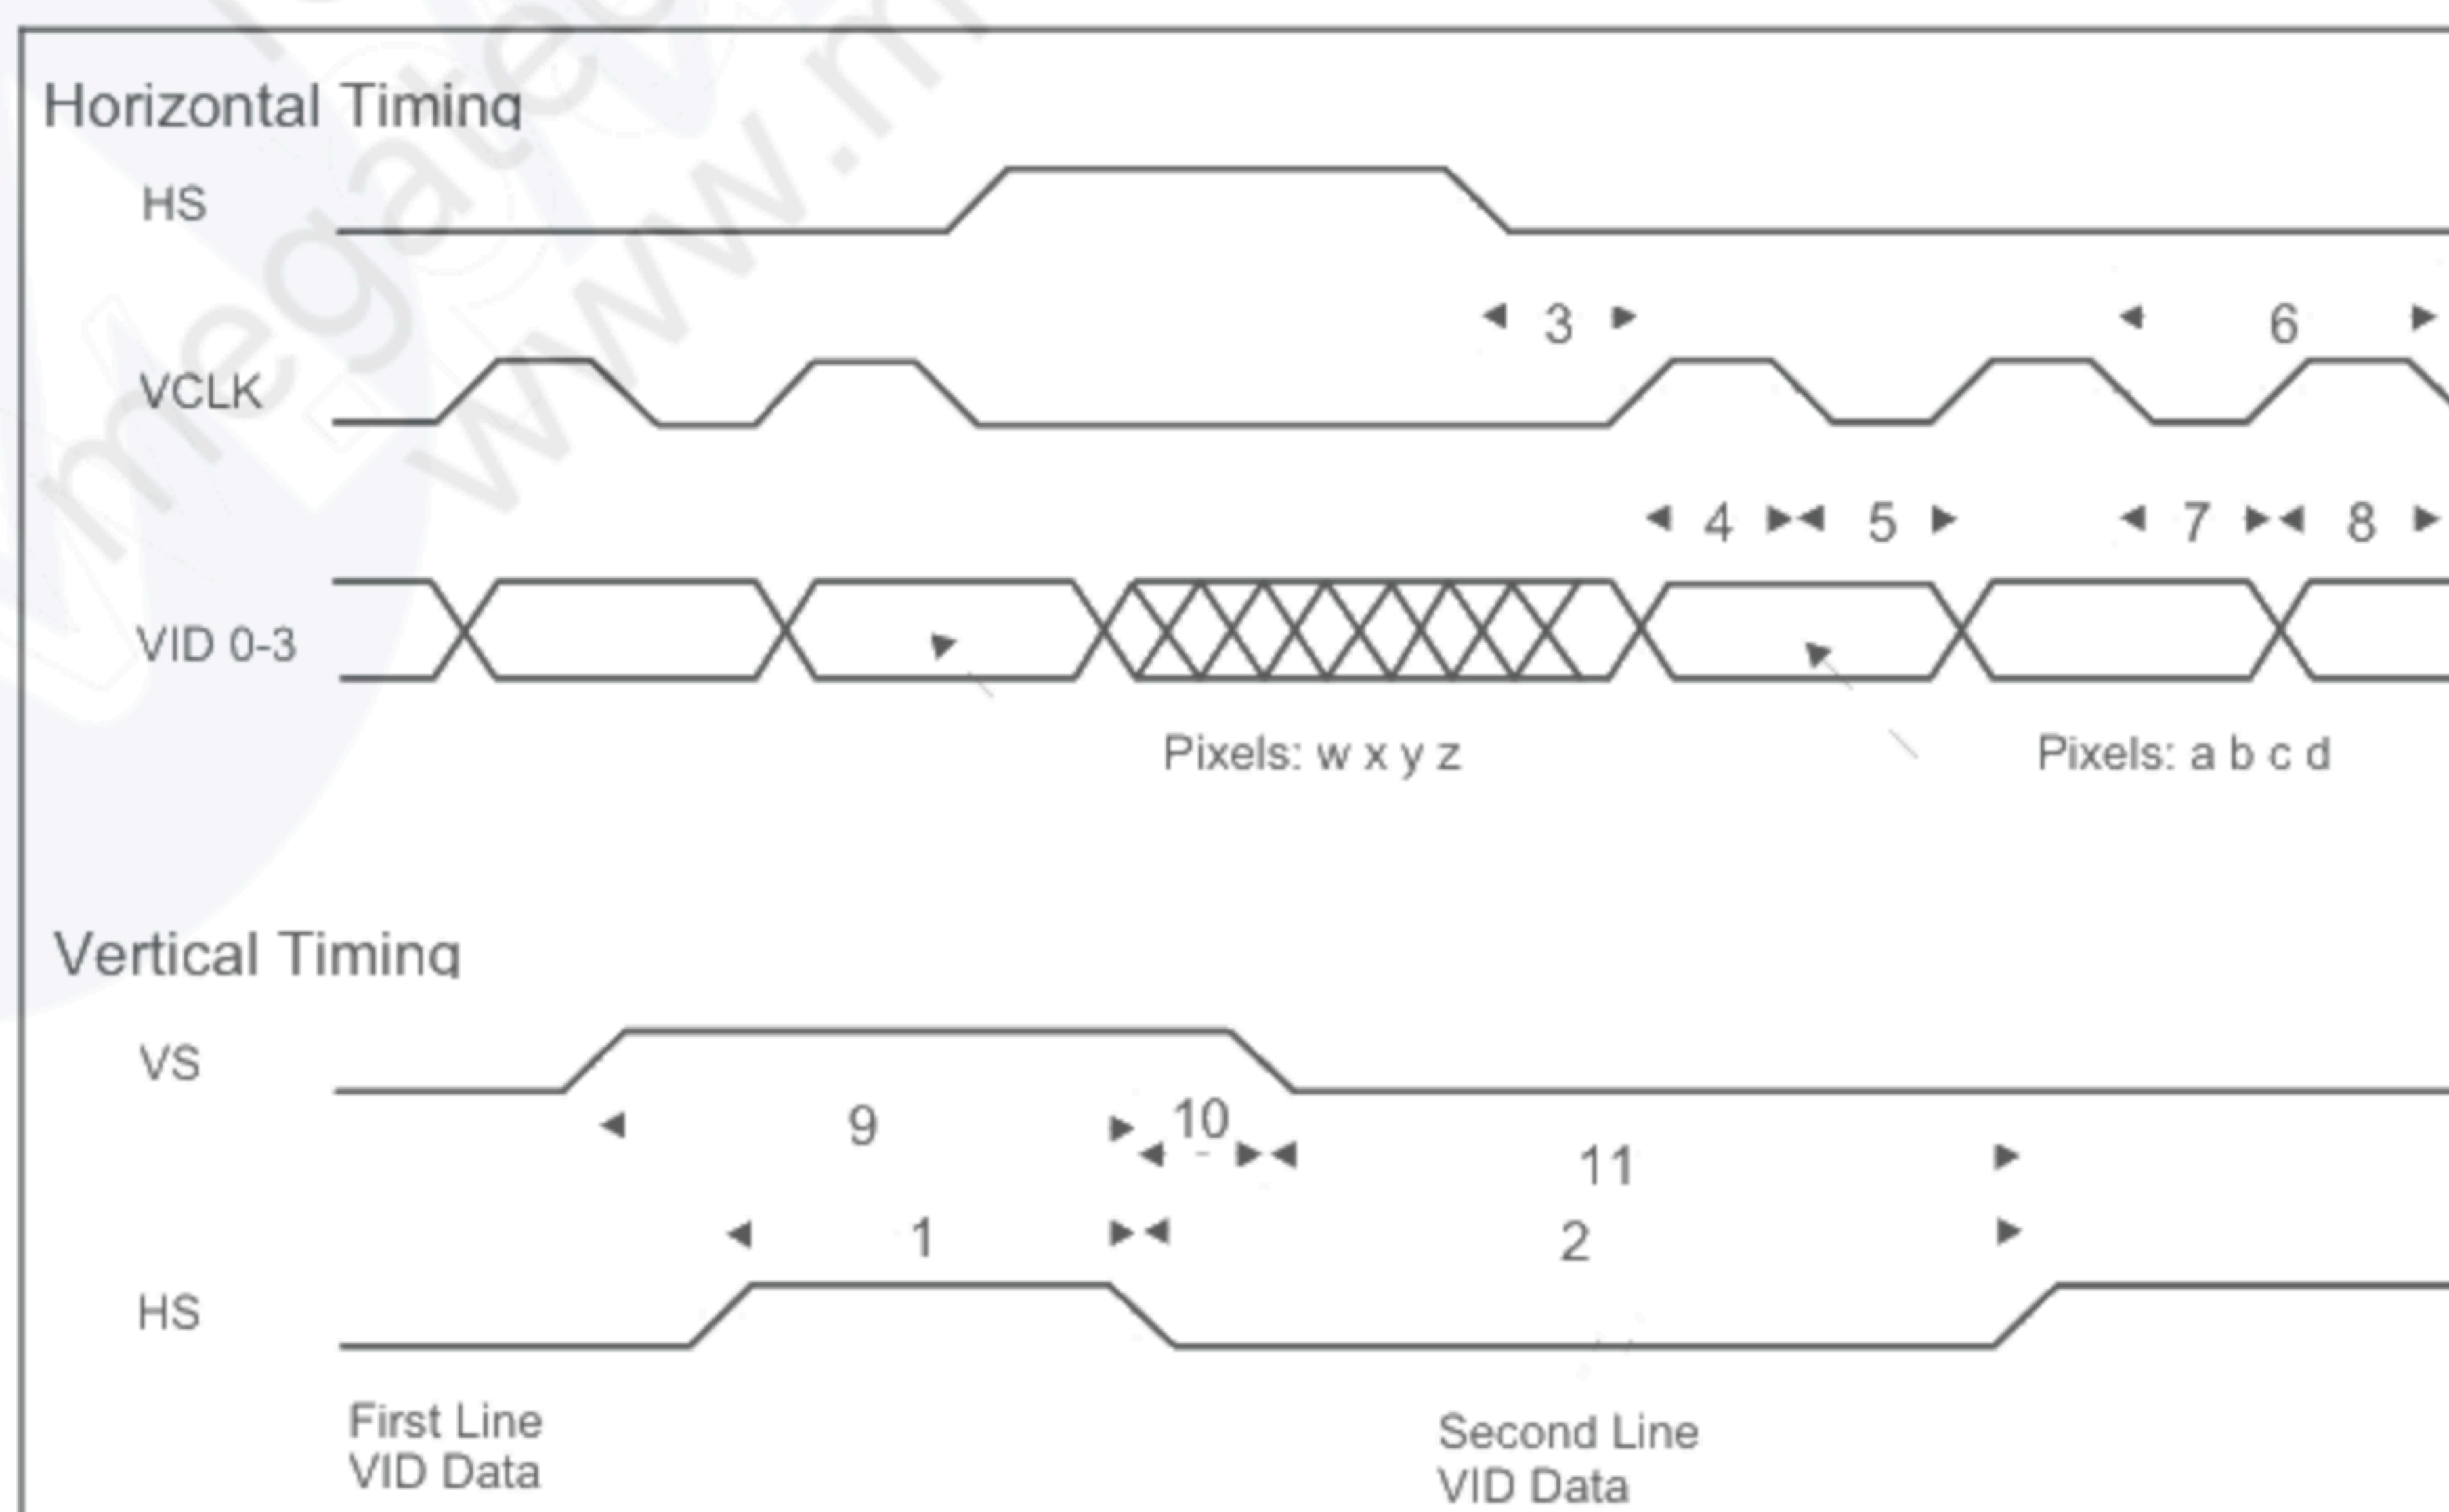 Horizontal Timing
HS
3
6
VCLK
4 5 7 8
VID 0-3
Pixels: w x y z
Pixels: a b c d
Vertical Timing
VS
9
10
11
1
2
HS
First Line
VID Data
Second Line
VID Data